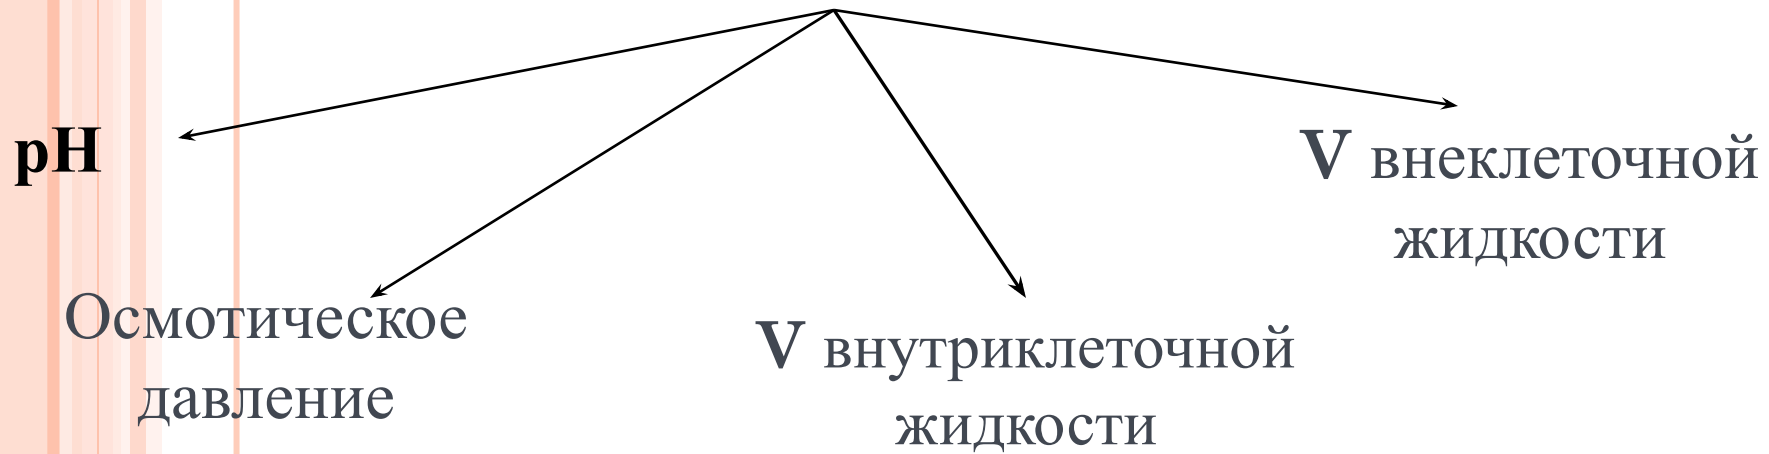 pH
V внеклеточной
жидкости
Осмотическое
давление
V внутриклеточной
жидкости